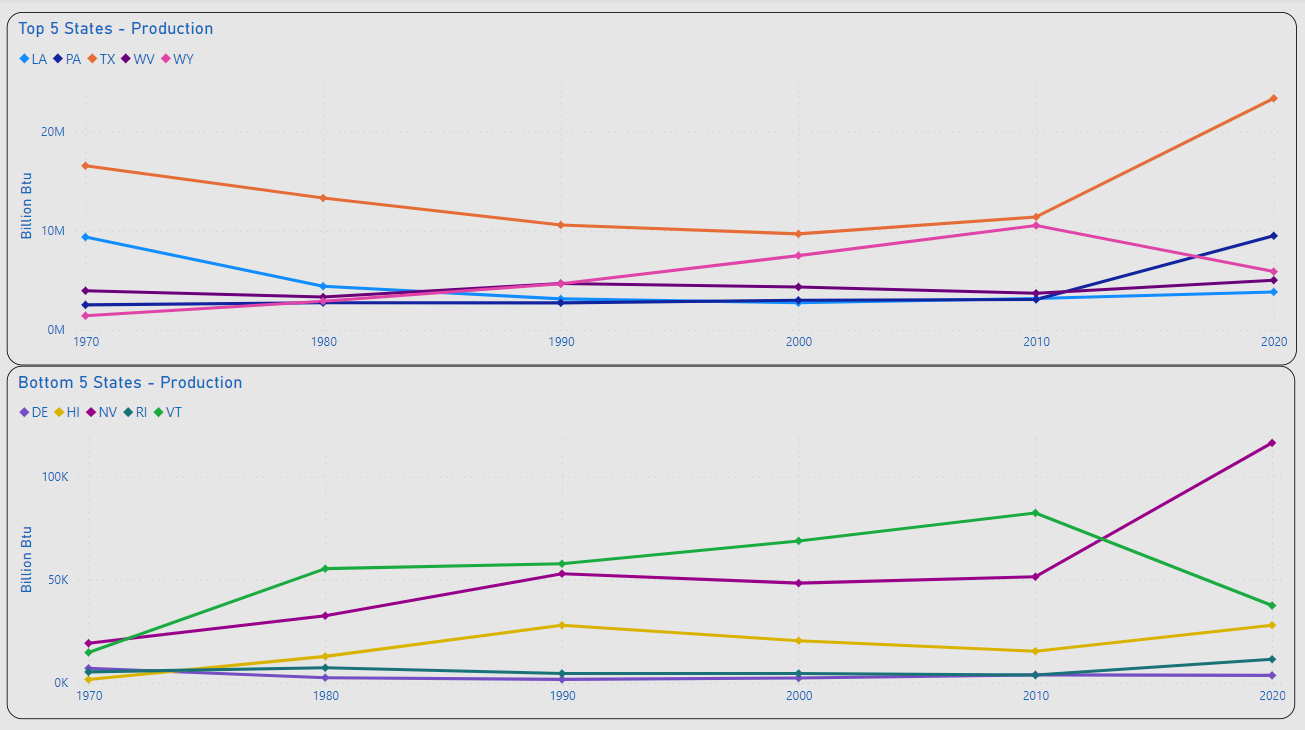 Top 5 States - Production
LA PA TX WV WY
20M
10M
0M
Billion Btu
1970 1980 1990 2000 2010 2020
Bottom 5 States - Production
DE HI NV RI VT
100K
50K
0K
Billion Btu
1970 1980 1990 2000 2010 2020